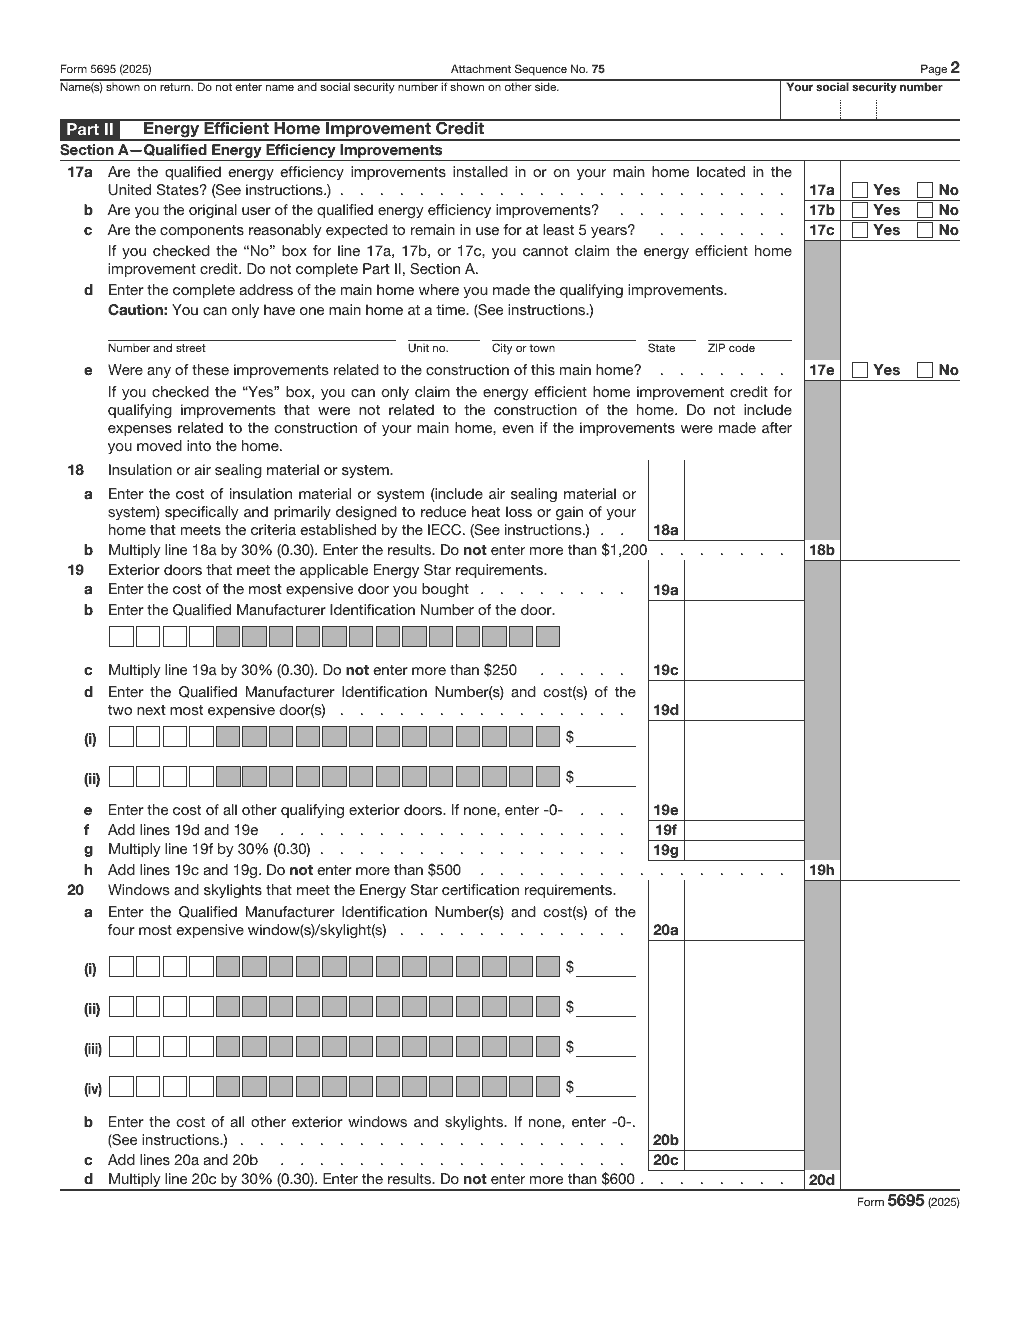 Form 5695 (2025) Attachment Sequence No. 75 Page 2
Name(s) shown on return. Do not enter name and social security number if shown on other side. Your social security number
Part II Energy Efficient Home Improvement Credit
Section A—Qualified Energy Efficiency Improvements
17a Are the qualified energy efficiency improvements installed in or on your main home located in the
United States? (See instructions.) . . . . . . . . . . . . . . . . . . . 17a Yes No
b Are you the original user of the qualified energy efficiency improvements? . . . . . . . 17b Yes No
c Are the components reasonably expected to remain in use for at least 5 years? . . . . . . 17c Yes No
If you checked the “No” box for line 17a, 17b, or 17c, you cannot claim the energy efficient home
improvement credit. Do not complete Part II, Section A.
d Enter the complete address of the main home where you made the qualifying improvements.
Caution: You can only have one main home at a time. (See instructions.)
Number and street Unit no. City or town State ZIP code
e Were any of these improvements related to the construction of this main home? . . . . . . 17e Yes No
If you checked the “Yes” box, you can only claim the energy efficient home improvement credit for
qualifying improvements that were not related to the construction of the home. Do not include
expenses related to the construction of your main home, even if the improvements were made after
you moved into the home.
18 Insulation or air sealing material or system.
a Enter the cost of insulation material or system (include air sealing material or
system) specifically and primarily designed to reduce heat loss or gain of your
home that meets the criteria established by the IECC. (See instructions.) . . 18a
b Multiply line 18a by 30% (0.30). Enter the results. Do not enter more than $1,200 . . . . . . 18b
19 Exterior doors that meet the applicable Energy Star requirements.
a Enter the cost of the most expensive door you bought . . . . . . . 19a
b Enter the Qualified Manufacturer Identification Number of the door.
c Multiply line 19a by 30% (0.30). Do not enter more than $250 . . . . . 19c
d Enter the Qualified Manufacturer Identification Number(s) and cost(s) of the
two next most expensive door(s) . . . . . . . . . . . . . 19d
(i) $
(ii) $
e Enter the cost of all other qualifying exterior doors. If none, enter -0- . . . 19e
f Add lines 19d and 19e . . . . . . . . . . . . . . . 19f
g Multiply line 19f by 30% (0.30) . . . . . . . . . . . . . . 19g
h Add lines 19c and 19g. Do not enter more than $500 . . . . . . . . . . . . . . 19h
20 Windows and skylights that meet the Energy Star certification requirements.
a Enter the Qualified Manufacturer Identification Number(s) and cost(s) of the
four most expensive window(s)/skylight(s) . . . . . . . . . . 20a
(i) $
(ii) $
(iii) $
(iv) $
b Enter the cost of all other exterior windows and skylights. If none, enter -0-.
(See instructions.) . . . . . . . . . . . . . . . . . 20b
c Add lines 20a and 20b . . . . . . . . . . . . . . . 20c
d Multiply line 20c by 30% (0.30). Enter the results. Do not enter more than $600 . . . . . . . 20d
Form 5695 (2025)